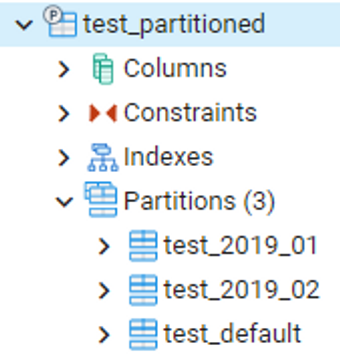 P test_partitioned
Columns
Constraints
Indexes
Partitions (3)
test_2019_01
test_2019_02
test_default